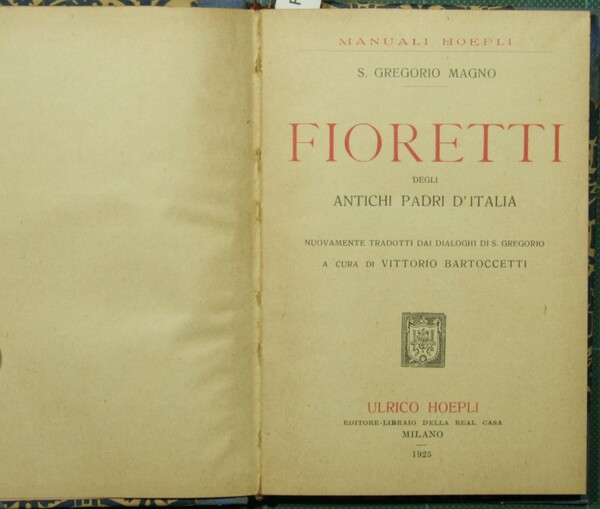 MANUALI HOEPLI
S. GREGORIO MAGNO
FIORETTI
DEGLI
ANTICHI PADRI D'ITALIA
NUOVAMENTE TRADOTTI DAI DIALOGHI DI S. GREGORIO
A CURA DI VITTORIO BARTOCCETTI
ULRICO HOEPLI
EDITORE-LIBRAIO DELLA REAL CASA
MILANO
1925